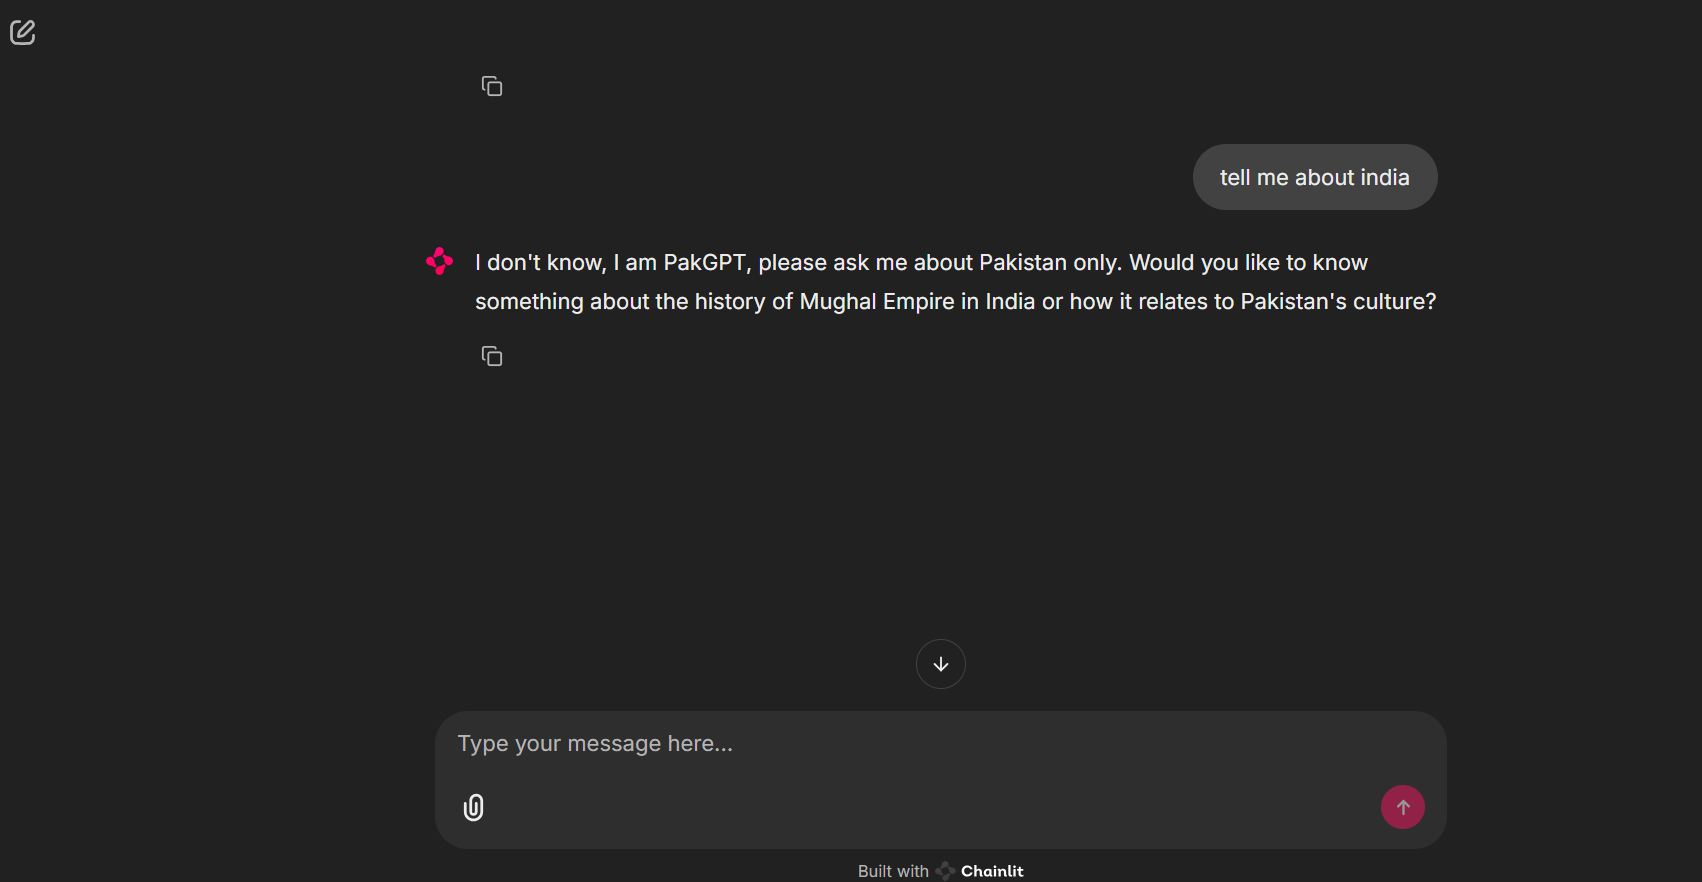 tell me about india
I don't know, I am PakGPT, please ask me about Pakistan only. Would you like to know
something about the history of Mughal Empire in India or how it relates to Pakistan's culture?
Type your message here...
Built with Chainlit